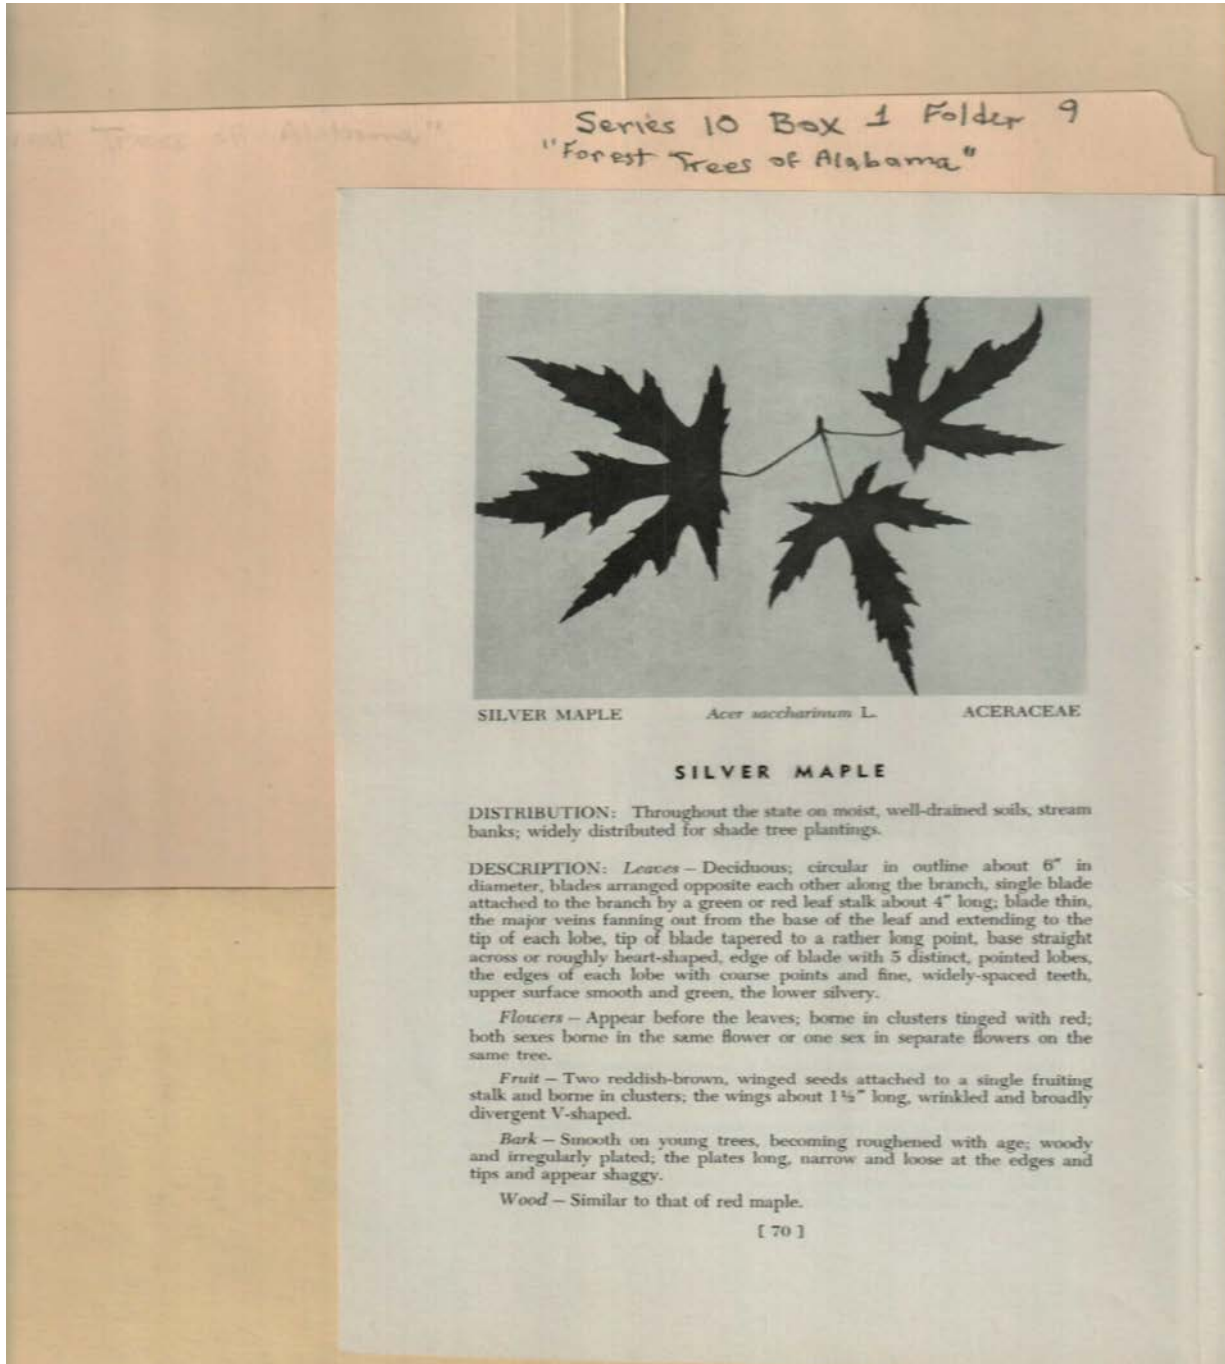 Series 10 Box 1 Folder 9
"Forest Trees of Alabama"
SILVER MAPLE Acer saccharinum L. ACERACEAE
SILVER MAPLE
DISTRIBUTION: Throughout the state on moist, well-drained soils, stream
banks; widely distributed for shade tree plantings.
DESCRIPTION: Leaves – Deciduous; circular in outline about 6″ in
diameter, blades arranged opposite each other along the branch, single blade
attached to the branch by a green or red leaf stalk about 4″ long; blade thin,
the major veins fanning out from the base of the leaf and extending to the
tip of each lobe, tip of blade tapered to a rather long point, base straight
across or roughly heart-shaped, edge of blade with 5 distinct, pointed lobes,
the edges of each lobe with coarse points and fine, widely-spaced teeth,
upper surface smooth and green, the lower silvery.
Flowers – Appear before the leaves; borne in clusters tinged with red;
both sexes borne in the same flower or one sex in separate flowers on the
same tree.
Fruit – Two reddish-brown, winged seeds attached to a single fruiting
stalk and borne in clusters; the wings about 1½″ long, wrinkled and broadly
divergent V-shaped.
Bark – Smooth on young trees, becoming roughened with age; woody
and irregularly plated; the plates long, narrow and loose at the edges and
tips and appear shaggy.
Wood – Similar to that of red maple.
[ 70 ]